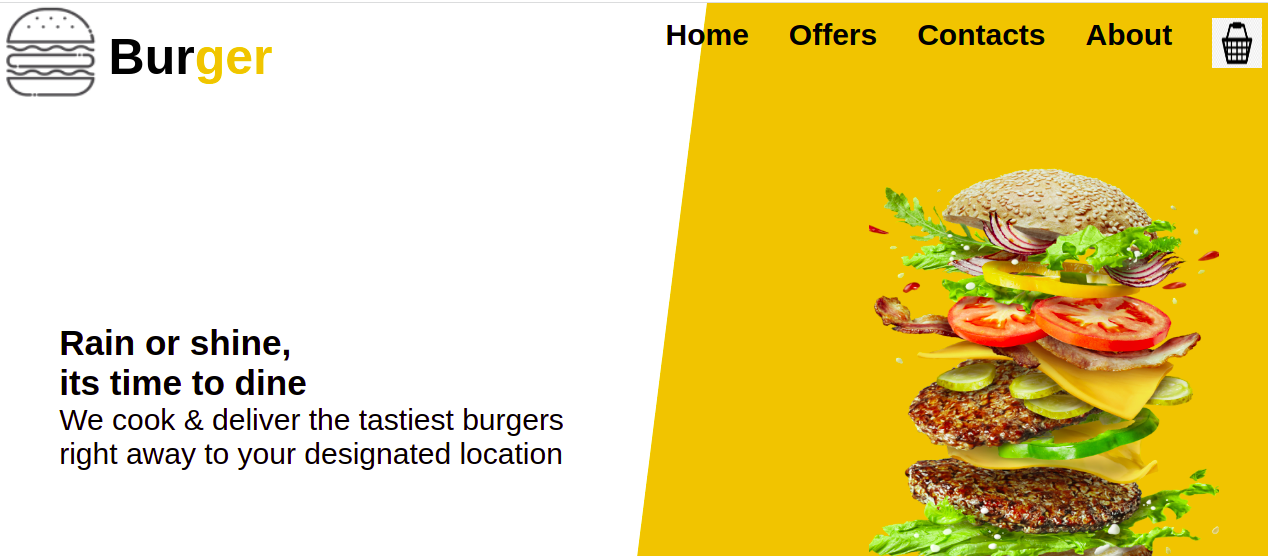 Burger
Home Offers Contacts About
Rain or shine,
its time to dine
We cook & deliver the tastiest burgers
right away to your designated location